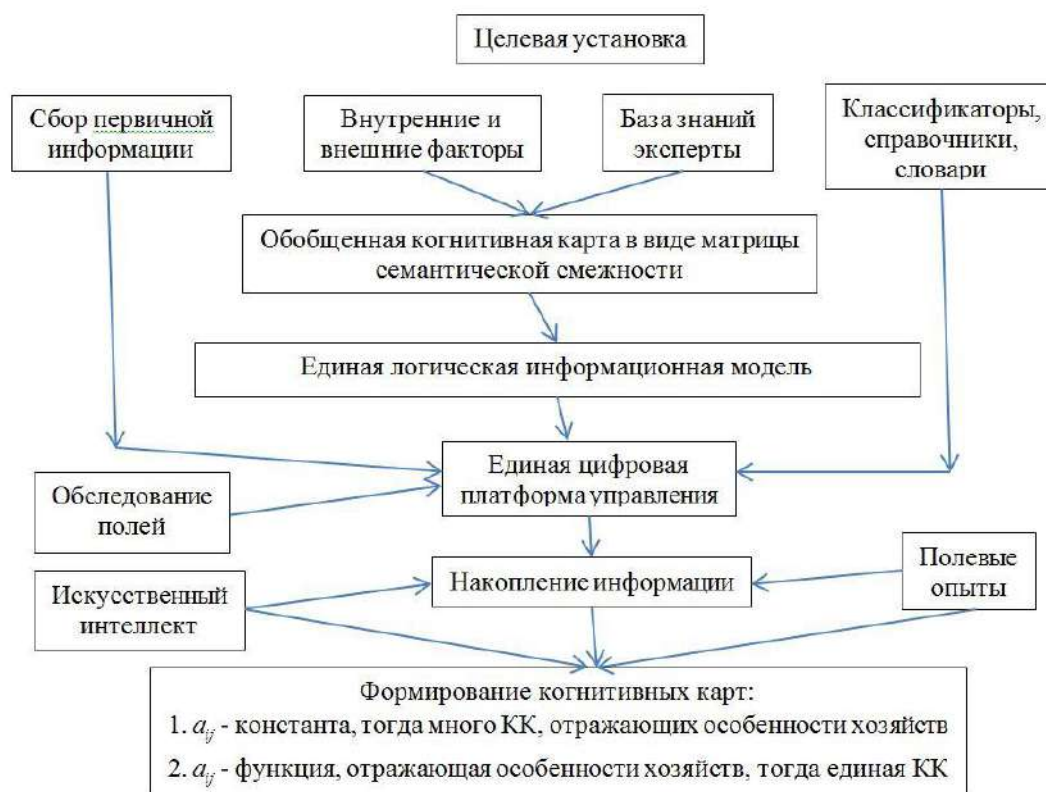 Целевая установка
Сбор первичной
информации
Внутренние и
внешние факторы
База знаний
эксперты
Классификаторы,
справочники,
словари
Обобщенная когнитивная карта в виде матрицы
семантической смежности
Единая логическая информационная модель
Единая цифровая
платформа управления
Обследование
полей
Накопление информации
Полевые
опыты
Искусственный
интеллект
Формирование когнитивных карт:
1. aij - константа, тогда много КК, отражающих особенности хозяйств
2. aij - функция, отражающая особенности хозяйств, тогда единая КК